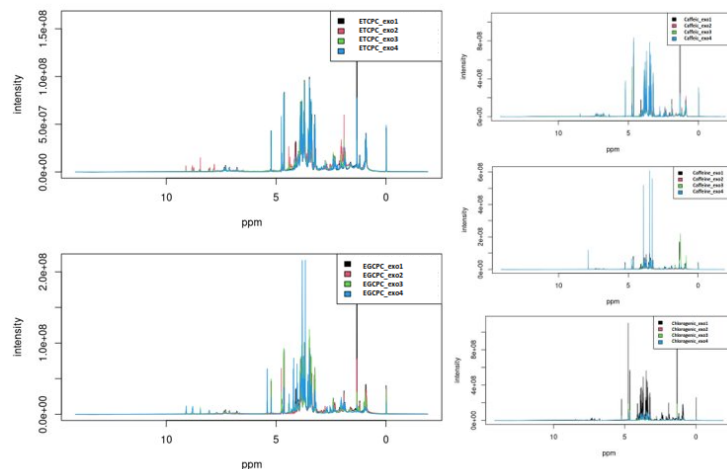 ETCPC_exo1
ETCPC_exo2
ETCPC_exo3
ETCPC_exo4
intensity
0.0e+00 5.0e+07 1.0e+08 1.5e+08
10 5 0
ppm
EGCPC_exo1
EGCPC_exo2
EGCPC_exo3
EGCPC_exo4
intensity
0.0e+00 1.0e+08 2.0e+08
10 5 0
ppm
Caffeic_exo1
Caffeic_exo2
Caffeic_exo3
Caffeic_exo4
intensity
0e+00 4e+08 8e+08
10 5 0
ppm
Caffeine_exo1
Caffeine_exo2
Caffeine_exo3
Caffeine_exo4
intensity
0e+00 2e+08 4e+08 6e+08
10 5 0
ppm
Chlorogenic_exo1
Chlorogenic_exo2
Chlorogenic_exo3
Chlorogenic_exo4
intensity
0e+00 4e+08 8e+08
10 5 0
ppm